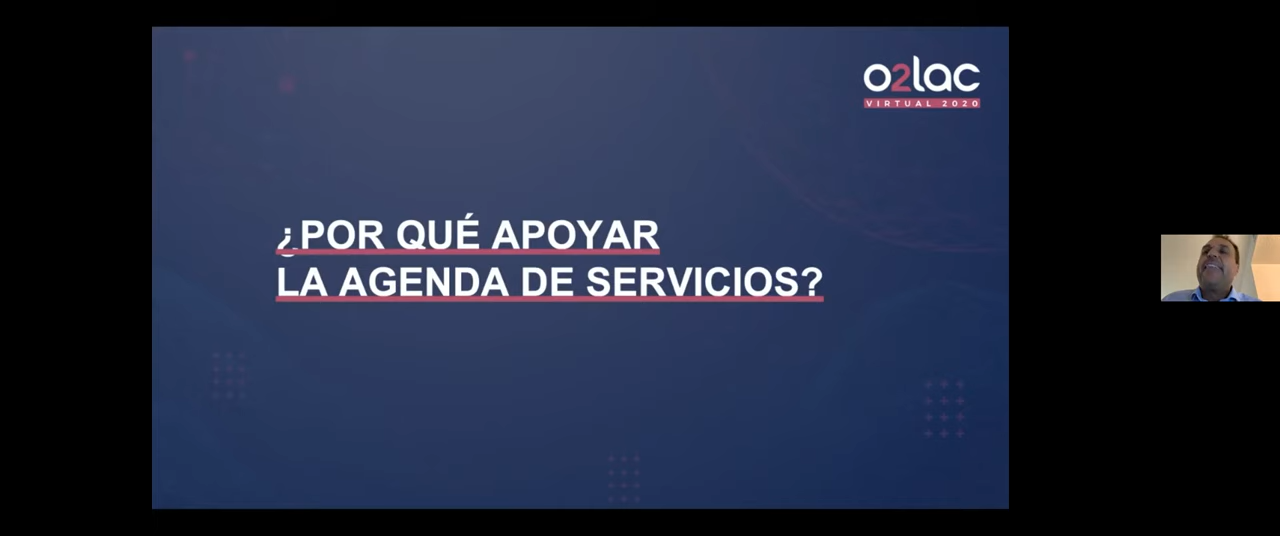 o2lac
VIRTUAL 2020
¿POR QUÉ APOYAR
LA AGENDA DE SERVICIOS?